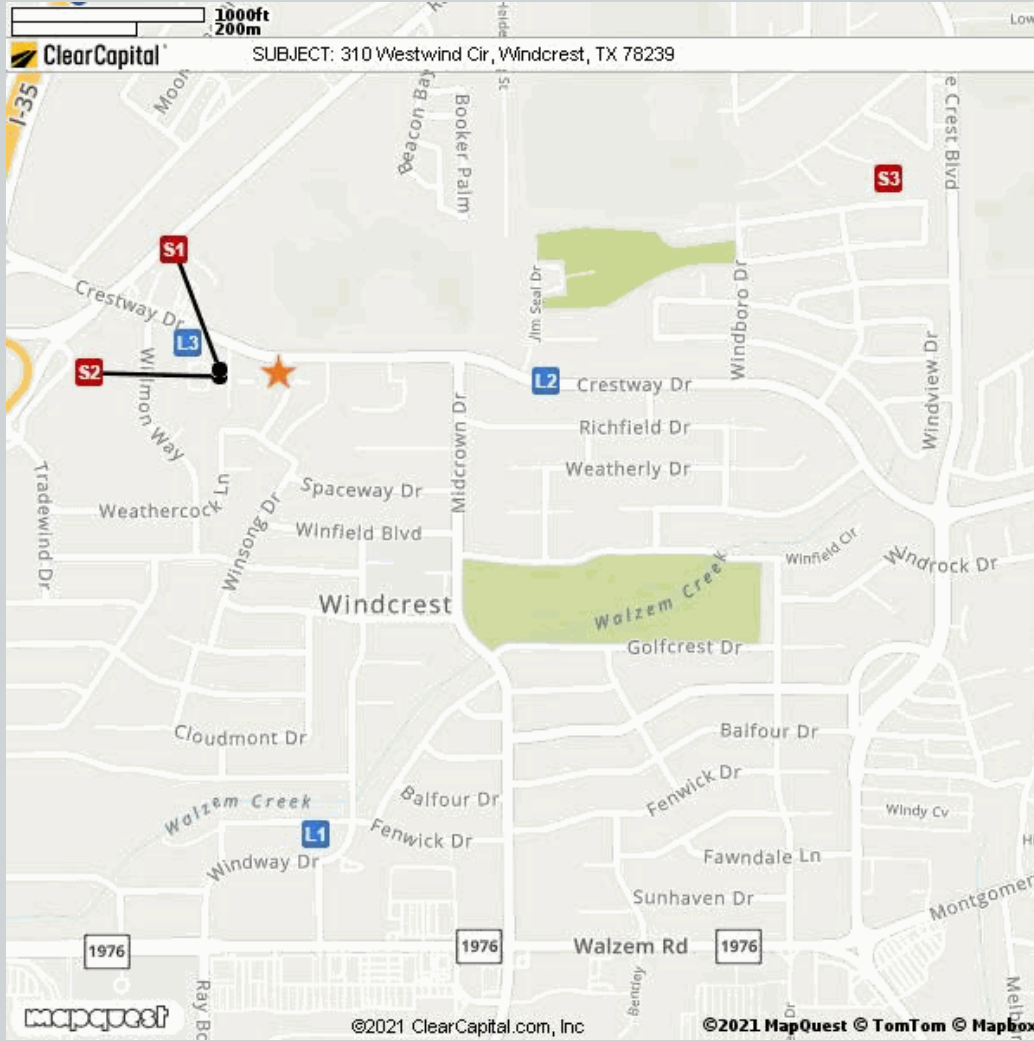 1000ft
200m
ClearCapital
SUBJECT: 310 Westwind Cir, Windcrest, TX 78239
I-35
Beacon Bay
Booker Palm
e Crest Blvd
S3
S1
Jim Seal Dr
Windboro Dr
Crestway Dr
L3
Windview Dr
S2
L2
Crestway Dr
Willmon Way
Midcrown Dr
Richfield Dr
Weatherly Dr
Tradewind Dr
Spaceway Dr
Weathercock Ln
Winsong Dr
Winfield Blvd
Winfield Cir
Windrock Dr
Windcrest
Walzem Creek
Golfcrest Dr
Cloudmont Dr
Balfour Dr
Fenwick Dr
Balfour Dr
Walzem Creek
Windy Cv
L1
Fenwick Dr
Windway Dr
Fawndale Ln
Sunhaven Dr
Montgomer
1976
1976
Walzem Rd
1976
Bentley
Ray Bo
mapquest
©2021 ClearCapital.com, Inc
©2021 MapQuest © TomTom © Mapbox